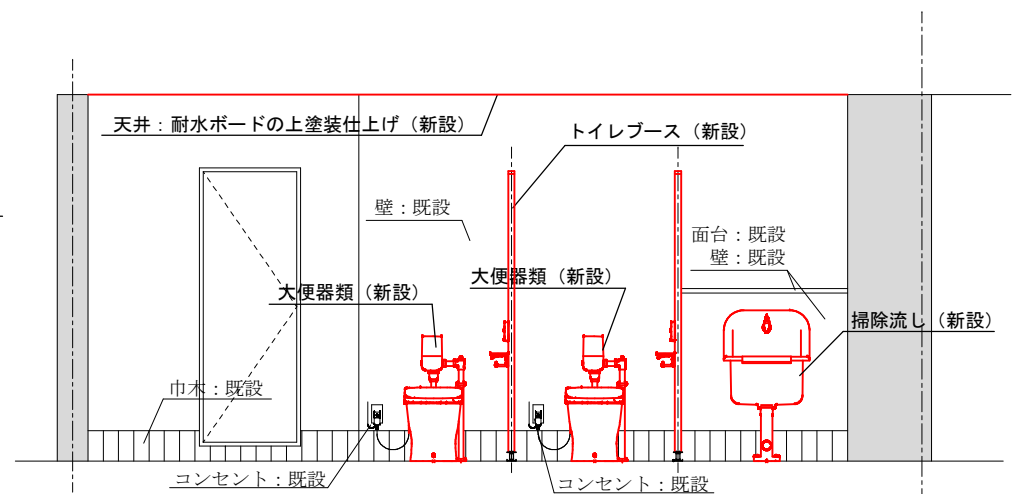 天井：耐水ボードの上塗装仕上げ（新設）
トイレブース（新設）
壁：既設
面台：既設
壁：既設
大便器類（新設）
大便器類（新設）
掃除流し（新設）
巾木：既設
コンセント：既設
コンセント：既設